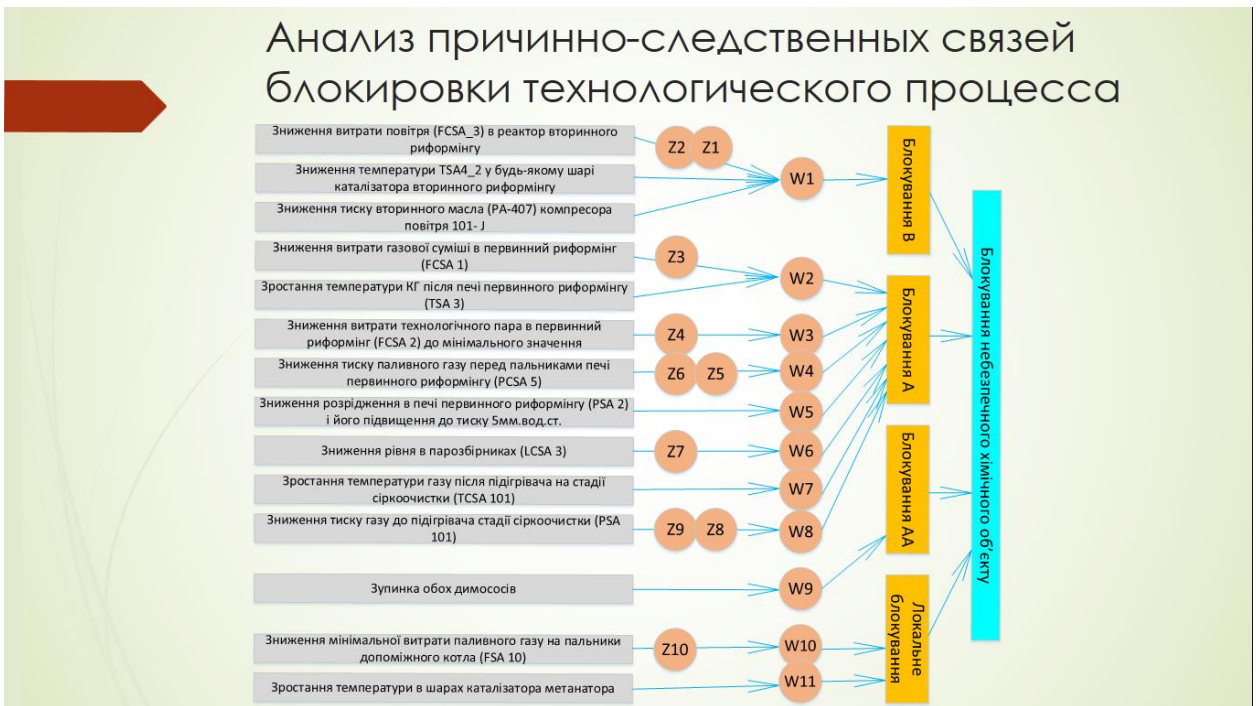 Анализ причинно-следственных связей
блокировки технологического процесса
Зниження витрати повітря (FCSA_3) в реактор вторинного
риформінгу
Z2
Z1
Зниження температури TSA4_2 у будь-якому шарі
каталізатора вторинного риформінгу
W1
Зниження тиску вторинного масла (PA-407) компресора
повітря 101- J
Блокування В
Зниження витрати газової суміші в первинний риформінг
(FCSA 1)
Z3
Зростання температури КГ після печі первинного риформінгу
(TSA 3)
W2
Зниження витрати технологічного пара в первинний
риформінг (FCSA 2) до мінімального значення
Z4
W3
Зниження тиску паливного газу перед пальниками печі
первинного риформінгу (PCSA 5)
Z6
Z5
W4
Зниження розрідження в печі первинного риформінгу (PSA 2)
і його підвищення до тиску 5мм.вод.ст.
W5
Блокування А
Зниження рівня в парозбірниках (LCSA 3)
Z7
W6
Зростання температури газу після підігрівача на стадії
сіркоочистки (TCSA 101)
W7
Зниження тиску газу до підігрівача стадії сіркоочистки (PSA
101)
Z9
Z8
W8
Блокування АА
Зупинка обох димососів
W9
Зниження мінімальної витрати паливного газу на пальники
допоміжного котла (FSA 10)
Z10
W10
Зростання температури в шарах каталізатора метанатора
W11
Локальне
блокування
Блокування небезпечного хімічного об’єкту